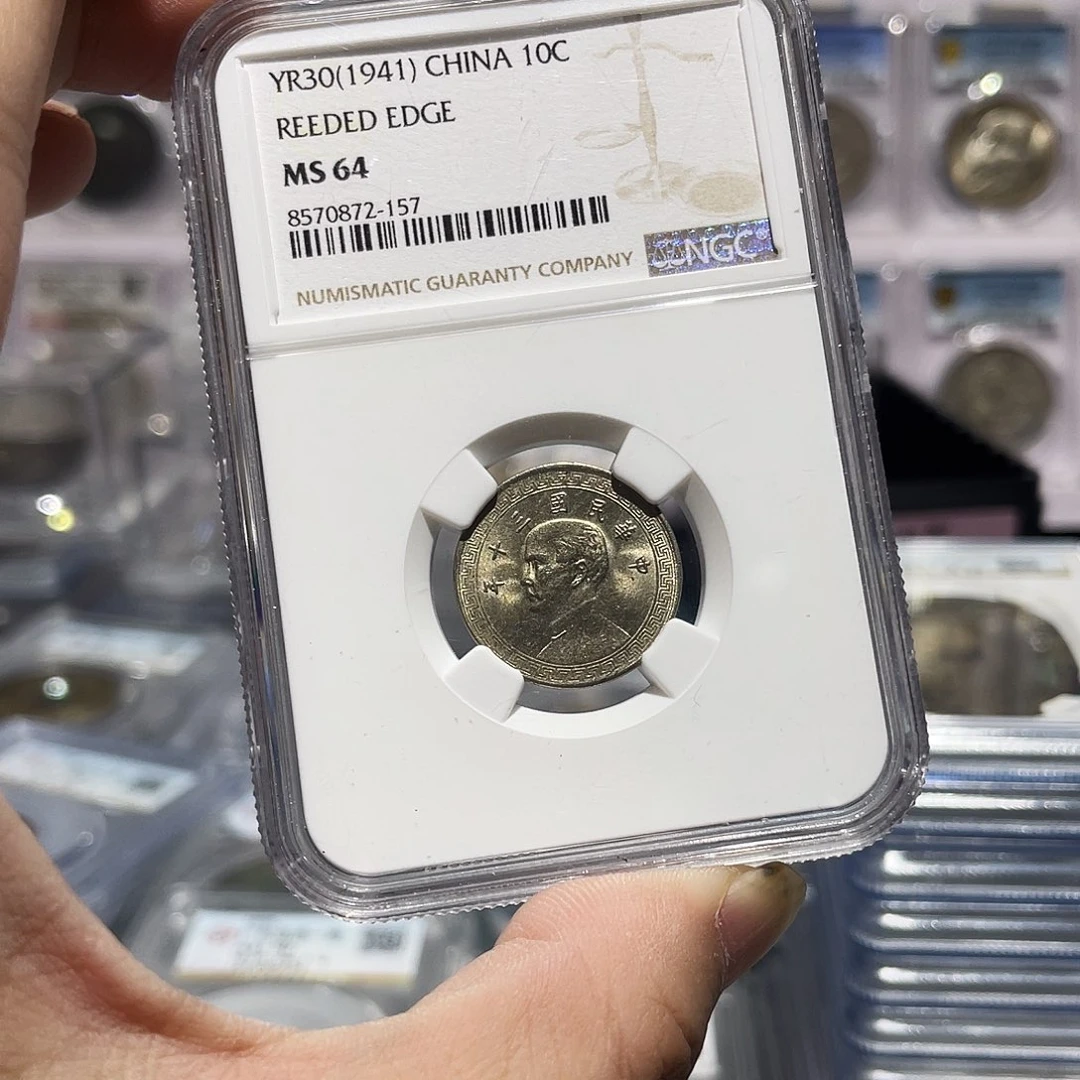 YR30(1941) CHINA 10C
REEDED EDGE
MS 64
8570872-157
NUMISMATIC GUARANTY COMPANY
NGC
年十三國民華中